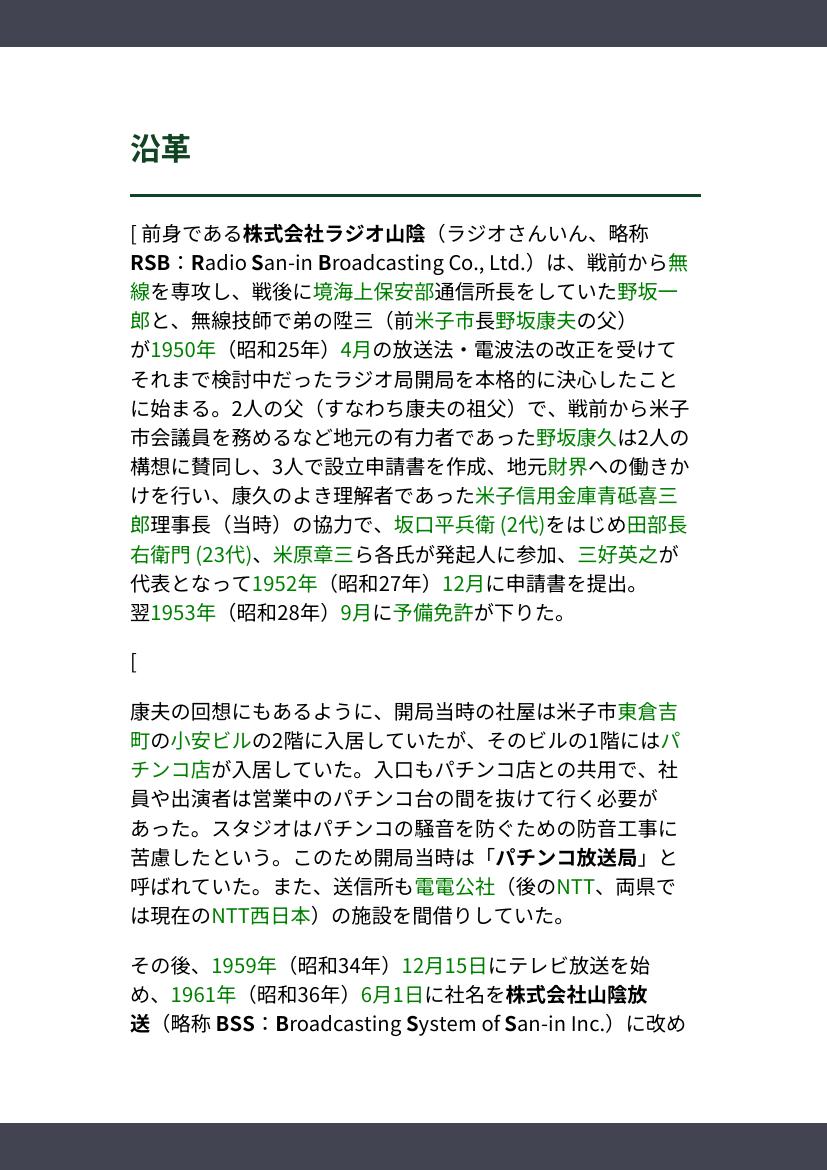 沿革
[ 前身である株式会社ラジオ山陰（ラジオさんいん、略称
RSB：Radio San-in Broadcasting Co., Ltd.）は、戦前から無
線を専攻し、戦後に境海上保安部通信所長をしていた野坂一
郎と、無線技師で弟の陞三（前米子市長野坂康夫の父）
が1950年（昭和25年）4月の放送法・電波法の改正を受けて
それまで検討中だったラジオ局開局を本格的に決心したこと
に始まる。2人の父（すなわち康夫の祖父）で、戦前から米子
市会議員を務めるなど地元の有力者であった野坂康久は2人の
構想に賛同し、3人で設立申請書を作成、地元財界への働きか
けを行い、康久のよき理解者であった米子信用金庫青砥喜三
郎理事長（当時）の協力で、坂口平兵衛 (2代)をはじめ田部長
右衛門 (23代)、米原章三ら各氏が発起人に参加、三好英之が
代表となって1952年（昭和27年）12月に申請書を提出。
翌1953年（昭和28年）9月に予備免許が下りた。
[
康夫の回想にもあるように、開局当時の社屋は米子市東倉吉
町の小安ビルの2階に入居していたが、そのビルの1階にはパ
チンコ店が入居していた。入口もパチンコ店との共用で、社
員や出演者は営業中のパチンコ台の間を抜けて行く必要が
あった。スタジオはパチンコの騒音を防ぐための防音工事に
苦慮したという。このため開局当時は「パチンコ放送局」と
呼ばれていた。また、送信所も電電公社（後のNTT、両県で
は現在のNTT西日本）の施設を間借りしていた。
その後、1959年（昭和34年）12月15日にテレビ放送を始
め、1961年（昭和36年）6月1日に社名を株式会社山陰放
送（略称 BSS：Broadcasting System of San-in Inc.）に改め